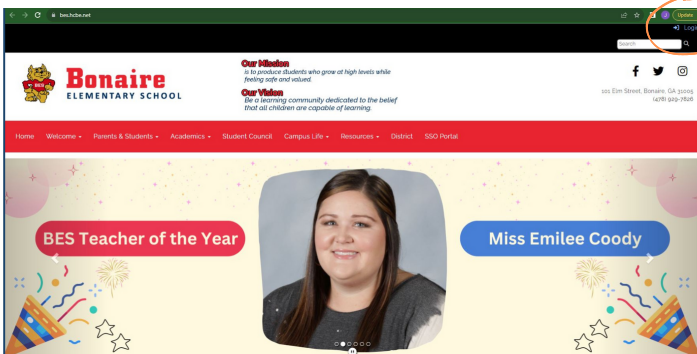 bes.hcbe.net
Update
Login
Search
BES
Bonaire
ELEMENTARY SCHOOL
Our Mission
is to produce students who grow at high levels while
feeling safe and valued.
Our Vision
Be a learning community dedicated to the belief
that all children are capable of learning.
101 Elm Street, Bonaire, GA 31005
(478) 929-7826
Home Welcome Parents & Students Academics Student Council Campus Life Resources District SSO Portal
BES Teacher of the Year
Miss Emilee Coody